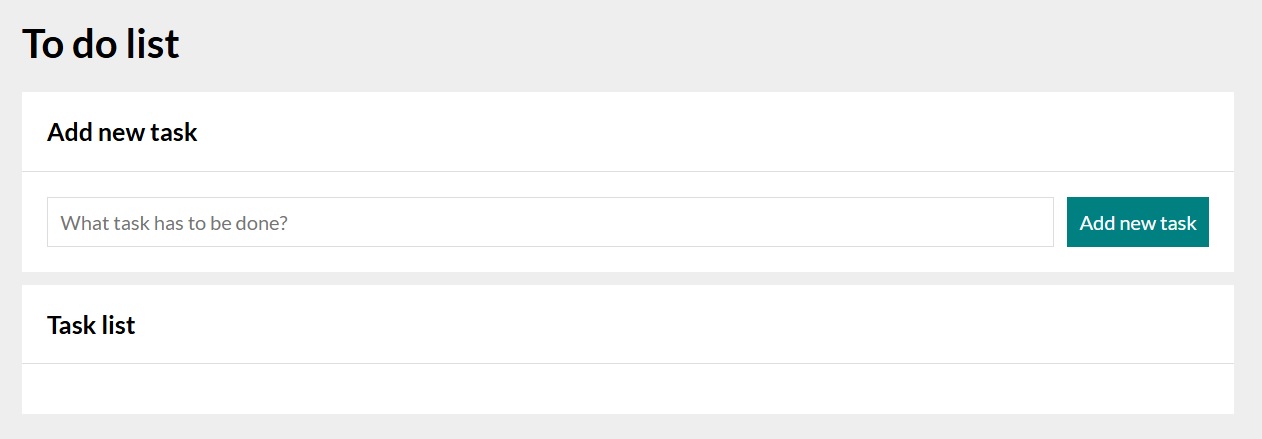 To do list
Add new task
What task has to be done?
Add new task
Task list